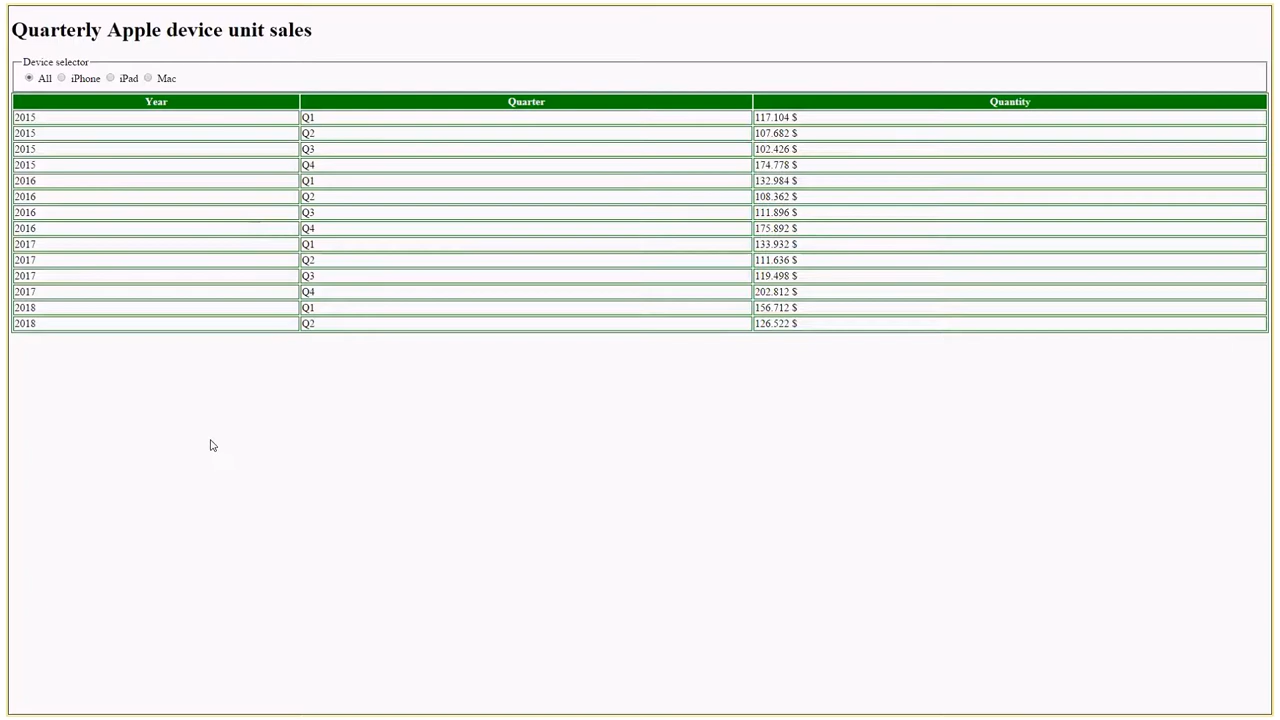 Quarterly Apple device unit sales
Device selector
All iPhone iPad Mac
Year Quarter Quantity
2015 Q1 117.104 $
2015 Q2 107.682 $
2015 Q3 102.426 $
2015 Q4 174.778 $
2016 Q1 132.984 $
2016 Q2 108.362 $
2016 Q3 111.896 $
2016 Q4 175.892 $
2017 Q1 133.932 $
2017 Q2 111.636 $
2017 Q3 119.498 $
2017 Q4 202.812 $
2018 Q1 156.712 $
2018 Q2 126.522 $